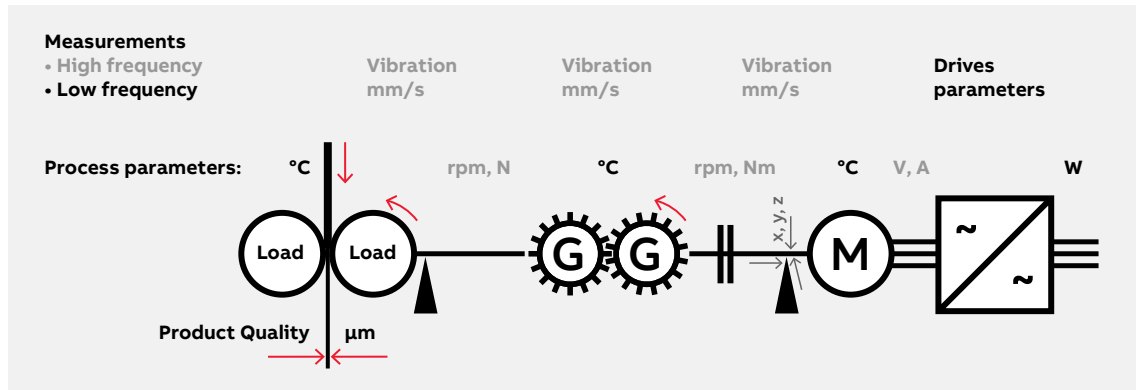 Measurements
• High frequency
• Low frequency
Vibration
mm/s
Vibration
mm/s
Vibration
mm/s
Drives
parameters
Process parameters:
°C
rpm, N
°C
rpm, Nm
°C
V, A
W
x, y, z
Load
Load
G
G
M
~
~
Product Quality
µm